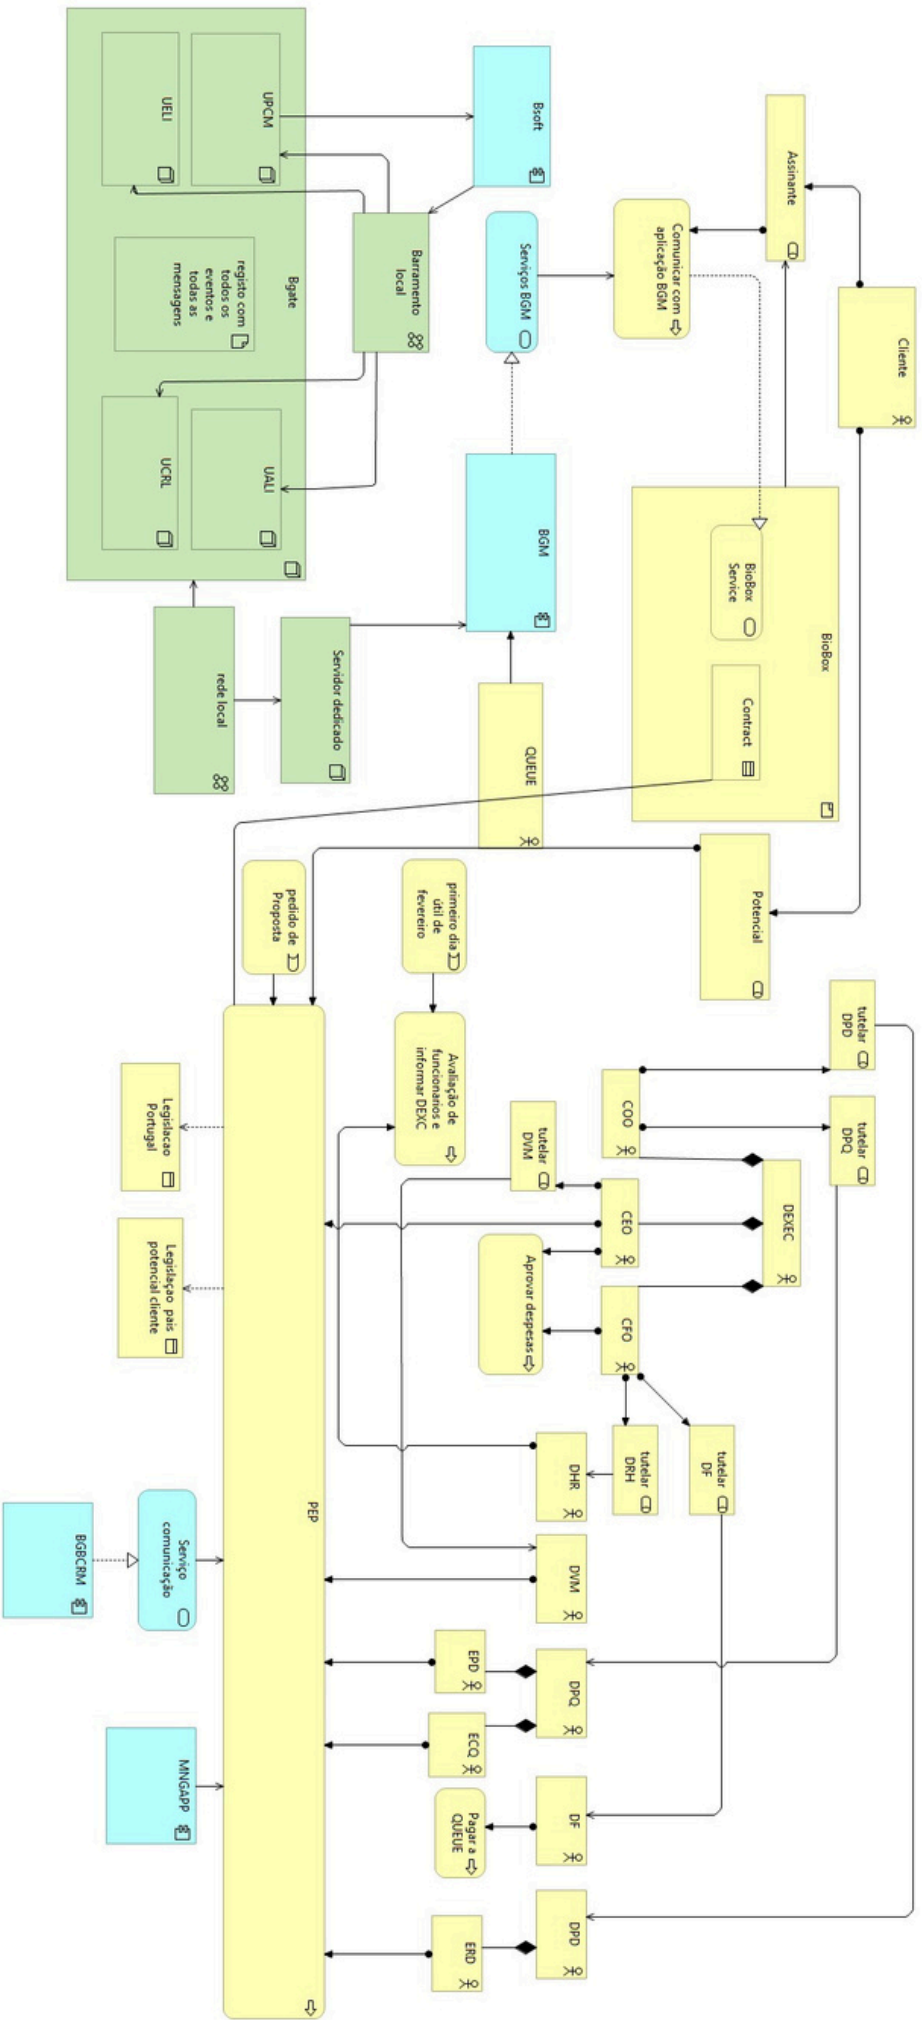 Cliente
Assinante
Potencial
BioBox
BioBox
Service
Contract
Comunicar com
aplicação BGM
Bsoft
Serviços BGM
BGM
QUEUE
Barramento
local
Servidor dedicado
rede local
Bgate
UPCM
UELI
registo com
todos os
eventos e
todas as
mensagens
UALI
UCRL
tutelar
DPD
tutelar
DPQ
DEXEC
COO
CEO
CFO
tutelar
DVM
Aprovar despesas
tutelar
DRH
tutelar
DF
primeiro dia
útil de
fevereiro
Avaliação de
funcionarios e
informar DEXC
pedido de
Proposta
DHR
DVM
DPQ
DF
DPD
EPD
ECQ
Pagar a
QUEUE
ERD
PEP
Legislacao
Portugal
Legislaçao pais
potencial cliente
Serviço
comunicação
BGBCRM
MNGAPP